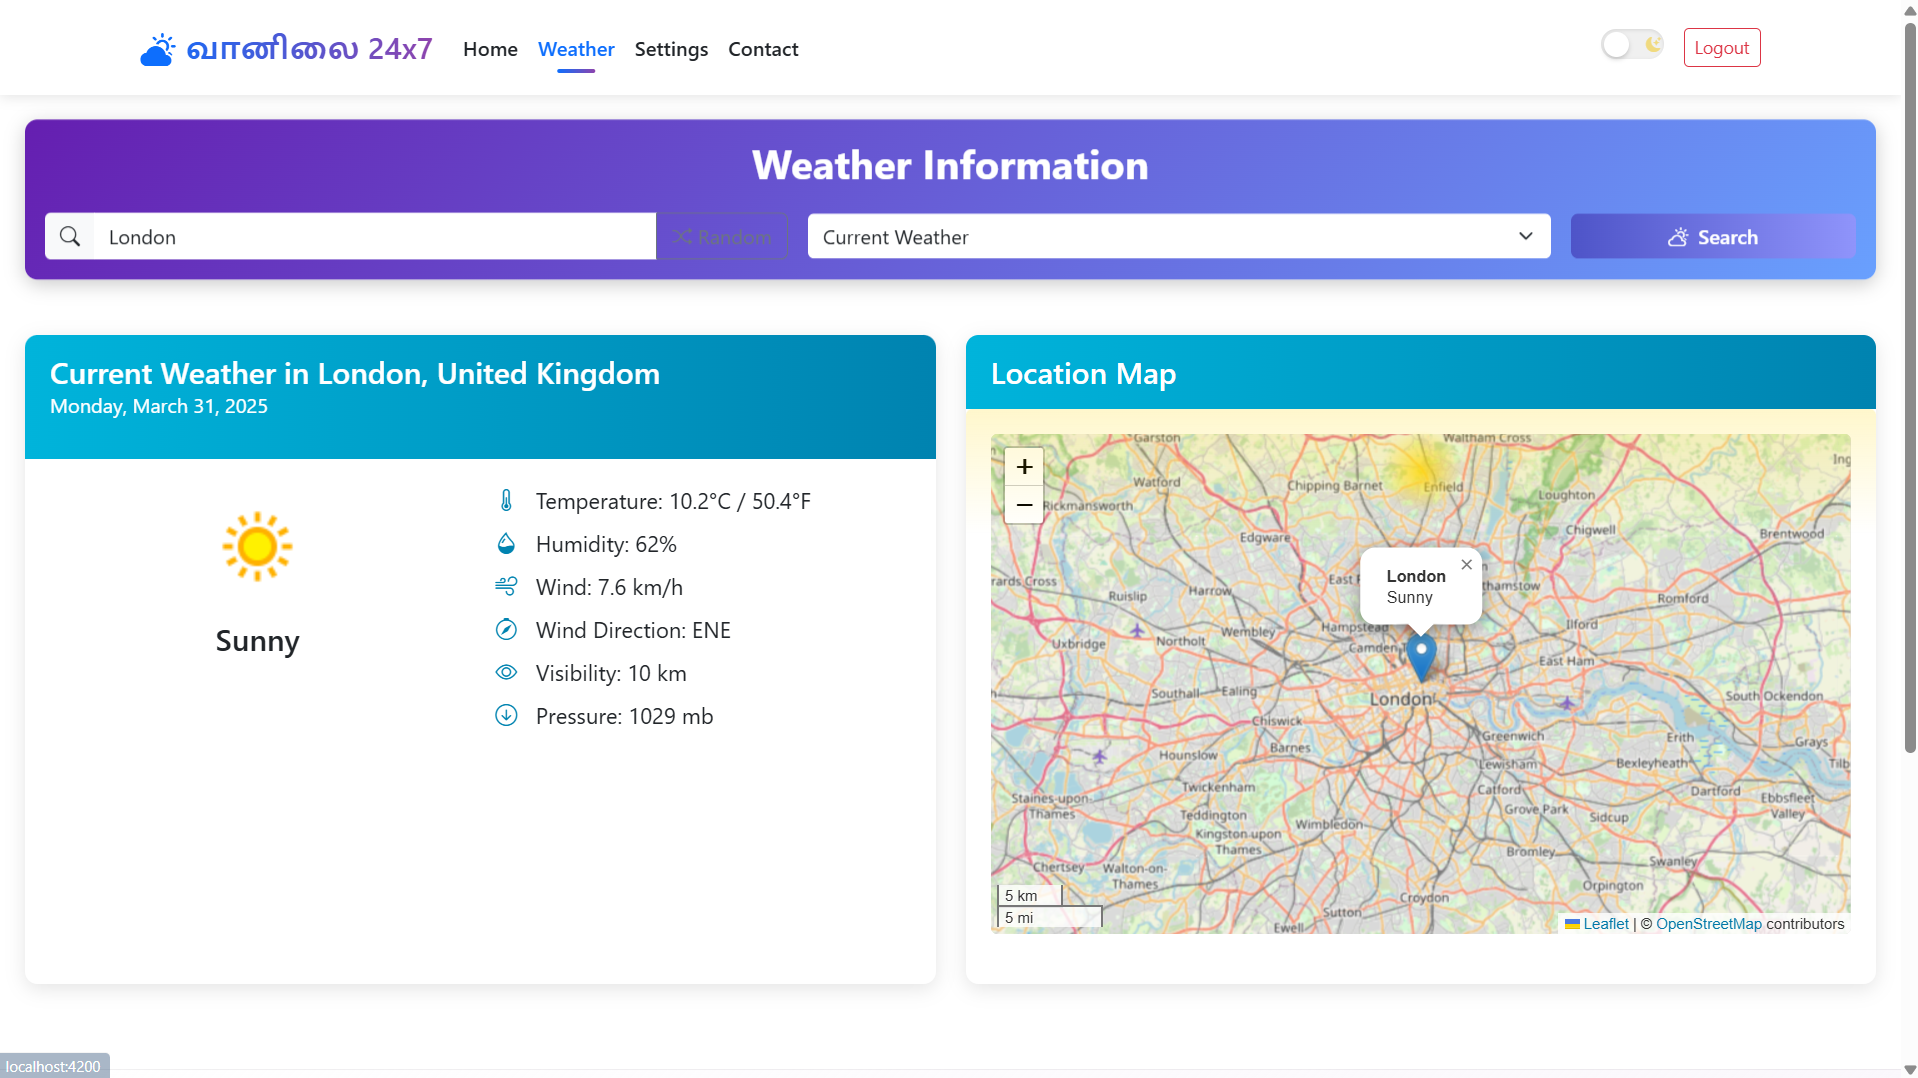 வானிலை 24x7
Home
Weather
Settings
Contact
Logout
Weather Information
London
Random
Current Weather
Search
Current Weather in London, United Kingdom
Monday, March 31, 2025
Sunny
Temperature: 10.2°C / 50.4°F
Humidity: 62%
Wind: 7.6 km/h
Wind Direction: ENE
Visibility: 10 km
Pressure: 1029 mb
Location Map
+
−
Garston
Waltham Cross
Watford
Chipping Barnet
Enfield
Loughton
Rickmansworth
Chigwell
Brentwood
Edgware
London
Sunny
×
Ruislip
Harrow
Romford
Wembley
Hampstead
Ilford
Uxbridge
Northolt
East Ham
Southall
Ealing
London
South Ockendon
Chiswick
Greenwich
Erith
Grays
Hounslow
Barnes
Lewisham
Bexleyheath
Twickenham
Catford
Dartford
Staines-upon-
Thames
Ebbsfleet
Valley
Teddington
Grove Park
Sidcup
Wimbledon
Kingston upon
Thames
Bromley
Chertsey
Walton-on-
Thames
Swanley
Orpington
Croydon
Sutton
Ewell
5 km
5 mi
Leaflet | © OpenStreetMap contributors
localhost:4200